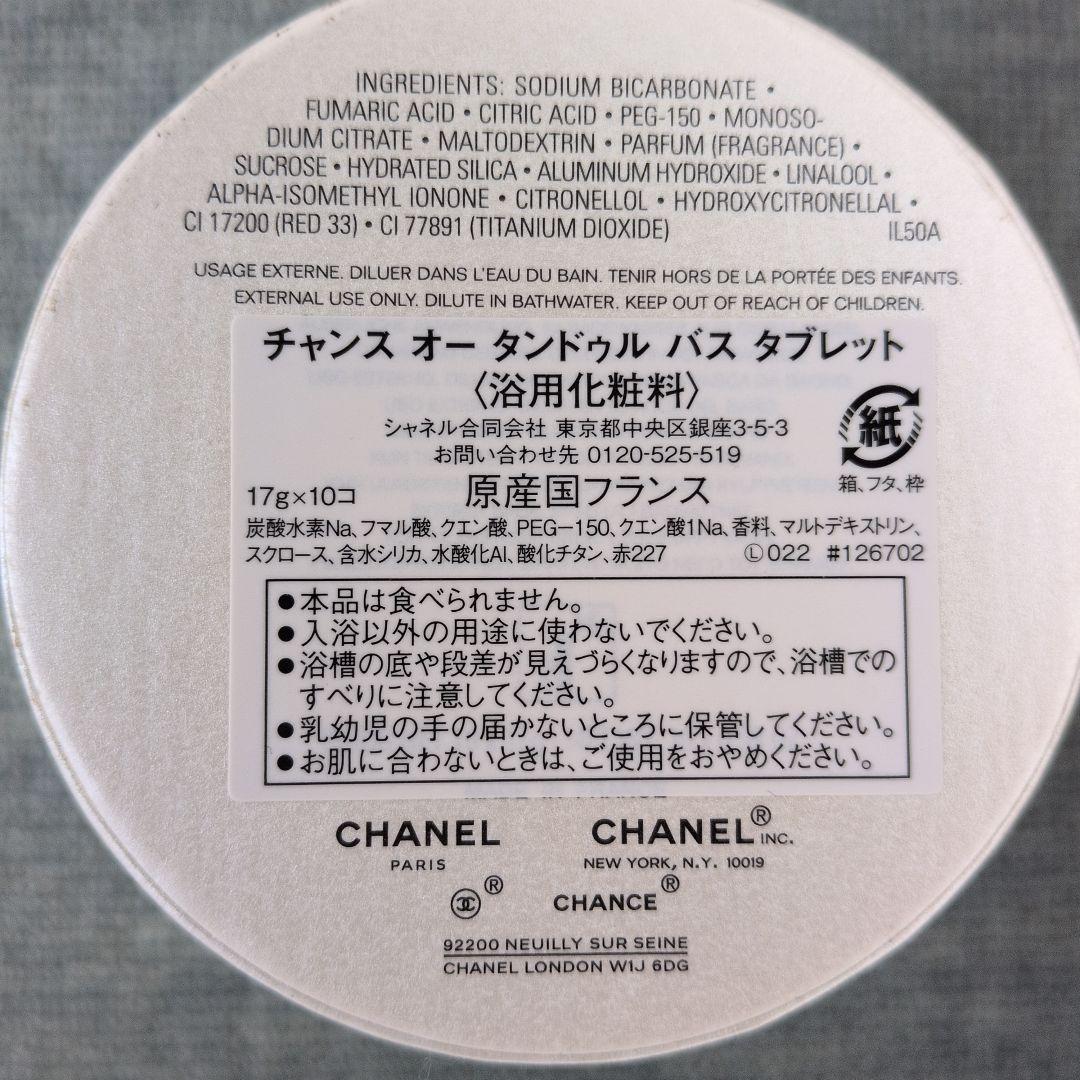 INGREDIENTS: SODIUM BICARBONATE •
FUMARIC ACID • CITRIC ACID • PEG-150 • MONOSO-
DIUM CITRATE • MALTODEXTRIN • PARFUM (FRAGRANCE) •
SUCROSE • HYDRATED SILICA • ALUMINUM HYDROXIDE • LINALOOL •
ALPHA-ISOMETHYL IONONE • CITRONELLOL • HYDROXYCITRONELLAL •
CI 17200 (RED 33) • CI 77891 (TITANIUM DIOXIDE) IL50A
USAGE EXTERNE. DILUER DANS L'EAU DU BAIN. TENIR HORS DE LA PORTÉE DES ENFANTS.
EXTERNAL USE ONLY. DILUTE IN BATHWATER. KEEP OUT OF REACH OF CHILDREN.
チャンス オー タンドゥル バス タブレット
〈浴用化粧料〉
シャネル合同会社 東京都中央区銀座3-5-3
お問い合わせ先 0120-525-519
紙
箱、フタ、枠
17g×10コ 原産国フランス
炭酸水素Na、フマル酸、クエン酸、PEG-150、クエン酸1Na、香料、マルトデキストリン、
スクロース、含水シリカ、水酸化Al、酸化チタン、赤227 Ⓛ022 #126702
●本品は食べられません。
●入浴以外の用途に使わないでください。
●浴槽の底や段差が見えづらくなりますので、浴槽での
すべりに注意してください。
●乳幼児の手の届かないところに保管してください。
●お肌に合わないときは、ご使用をおやめください。
CHANEL CHANEL® INC.
PARIS NEW YORK, N.Y. 10019
® CHANCE®
92200 NEUILLY SUR SEINE
CHANEL LONDON W1J 6DG